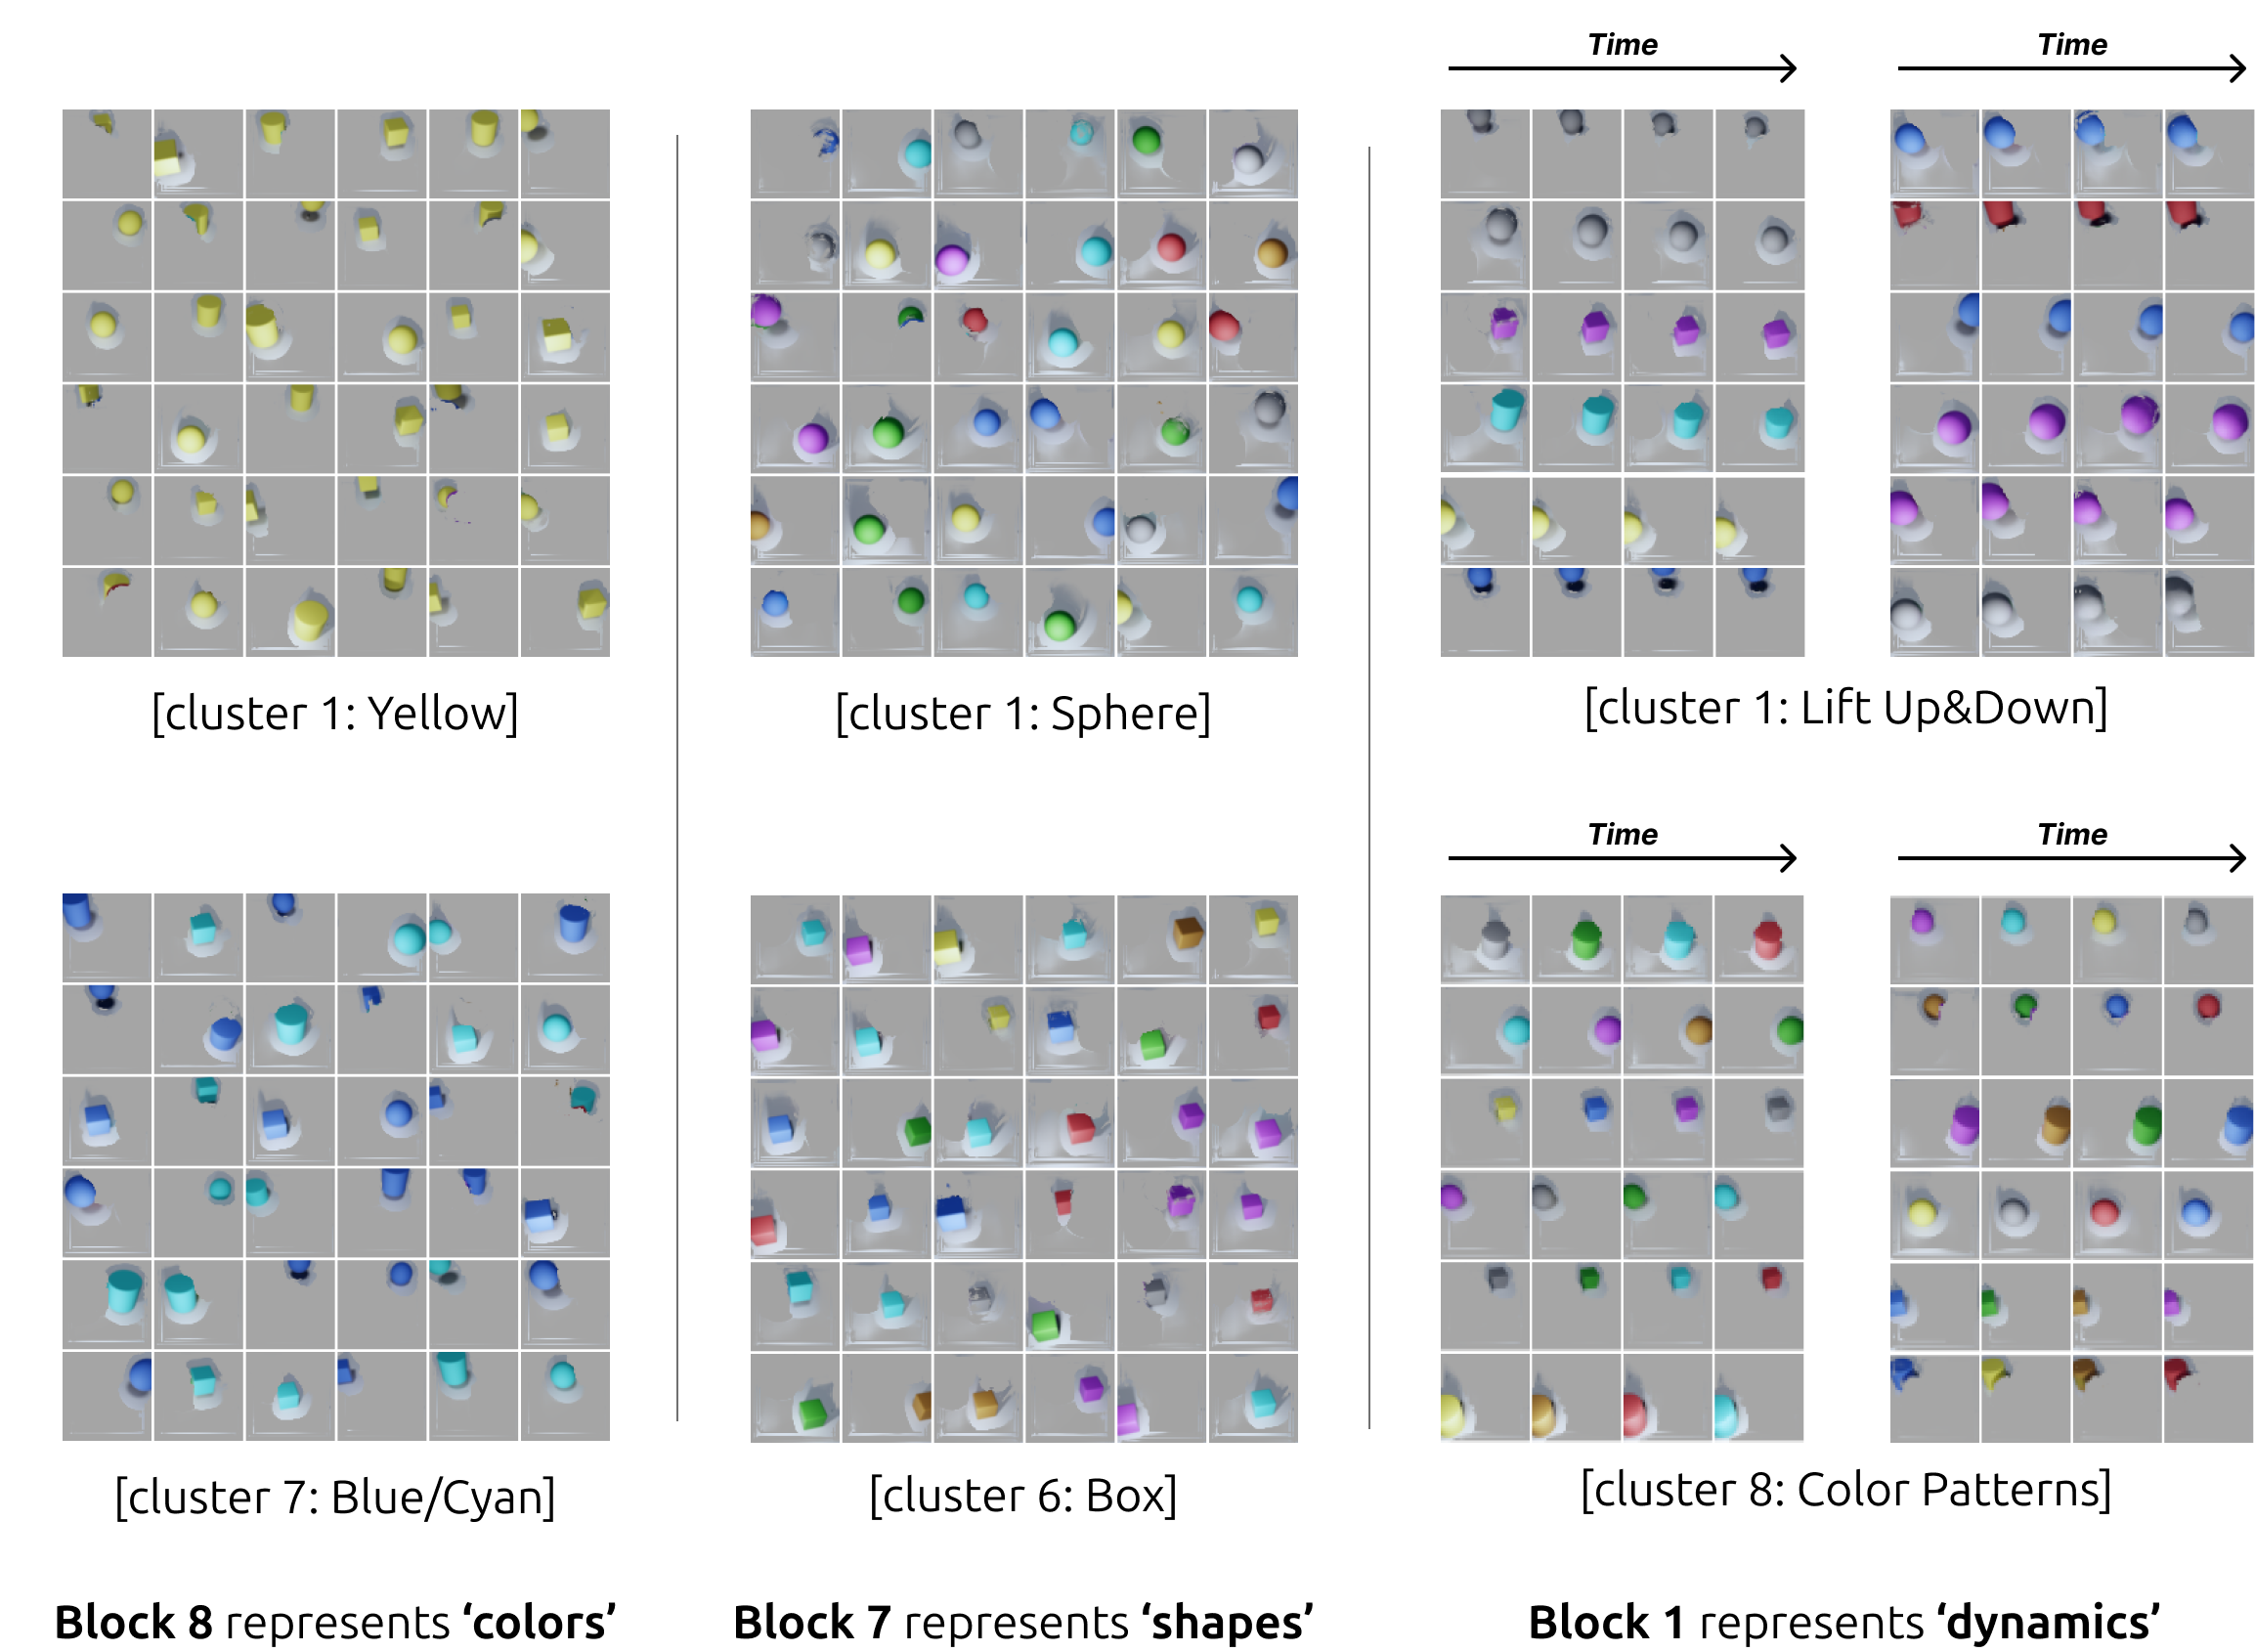 Time
Time
[cluster 1: Yellow]
[cluster 1: Sphere]
[cluster 1: Lift Up&Down]
Time
Time
[cluster 7: Blue/Cyan]
[cluster 6: Box]
[cluster 8: Color Patterns]
Block 8 represents ‘colors’
Block 7 represents ‘shapes’
Block 1 represents ‘dynamics’